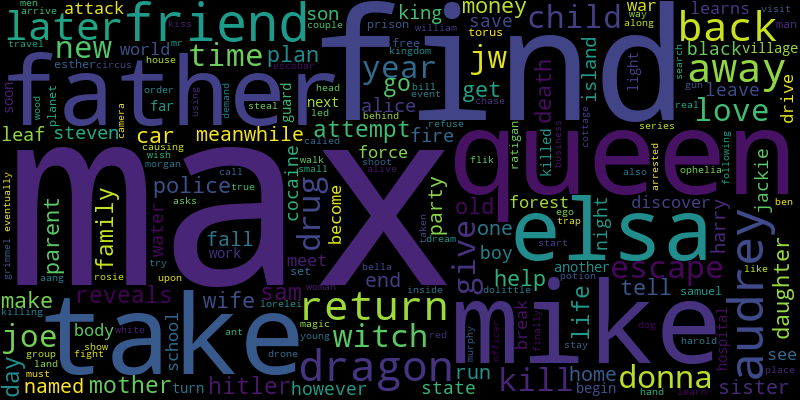 men
attack
arrive
later
friend
find
kiss
couple
son
king
william
money
save
child
war
way
along
learns
back
visit
man
travel
new
time
prison
mr
world
plan
free
kingdom
torus
black
village
father
esther
circus
house
escobar
year
jw
island
light
away
soon
wood
planet
far
order
using
steal
demand
guard
head
next
led
bill
event
go
alice
get
death
gun
search
drive
leaf
steven
car
camera
meanwhile
attempt
behind
chase
leave
real
love
series
max
causing
wish
morgan
called
refuse
fire
killed
business
cottage
arrested
following
queen
eventually
parent
family
police
call
true
asks
water
cocaine
walk
small
drug
force
shoot
alive
become
party
flik
ratigan
also
ophelia
forest
discover
jackie
old
one
boy
ego
trap
night
elsa
harry
ben
fall
work
meet
set
end
taken
dream
give
start
another
escape
daughter
audrey
like
grimmel
aang
rosie
try
upon
bella
woman
inside
help
potion
dolittle
tell
samuel
life
make
killing
reveals
wife
sam
lorelei
return
magic
young
red
mike
break
finally
dog
stay
harold
hospital
see
place
joe
body
white
show
fight
group
land
must
school
take
ant
drone
witch
murphy
officer
dragon
day
named
mother
turn
hitler
however
state
run
kill
home
begin
donna
hand
learn
sister